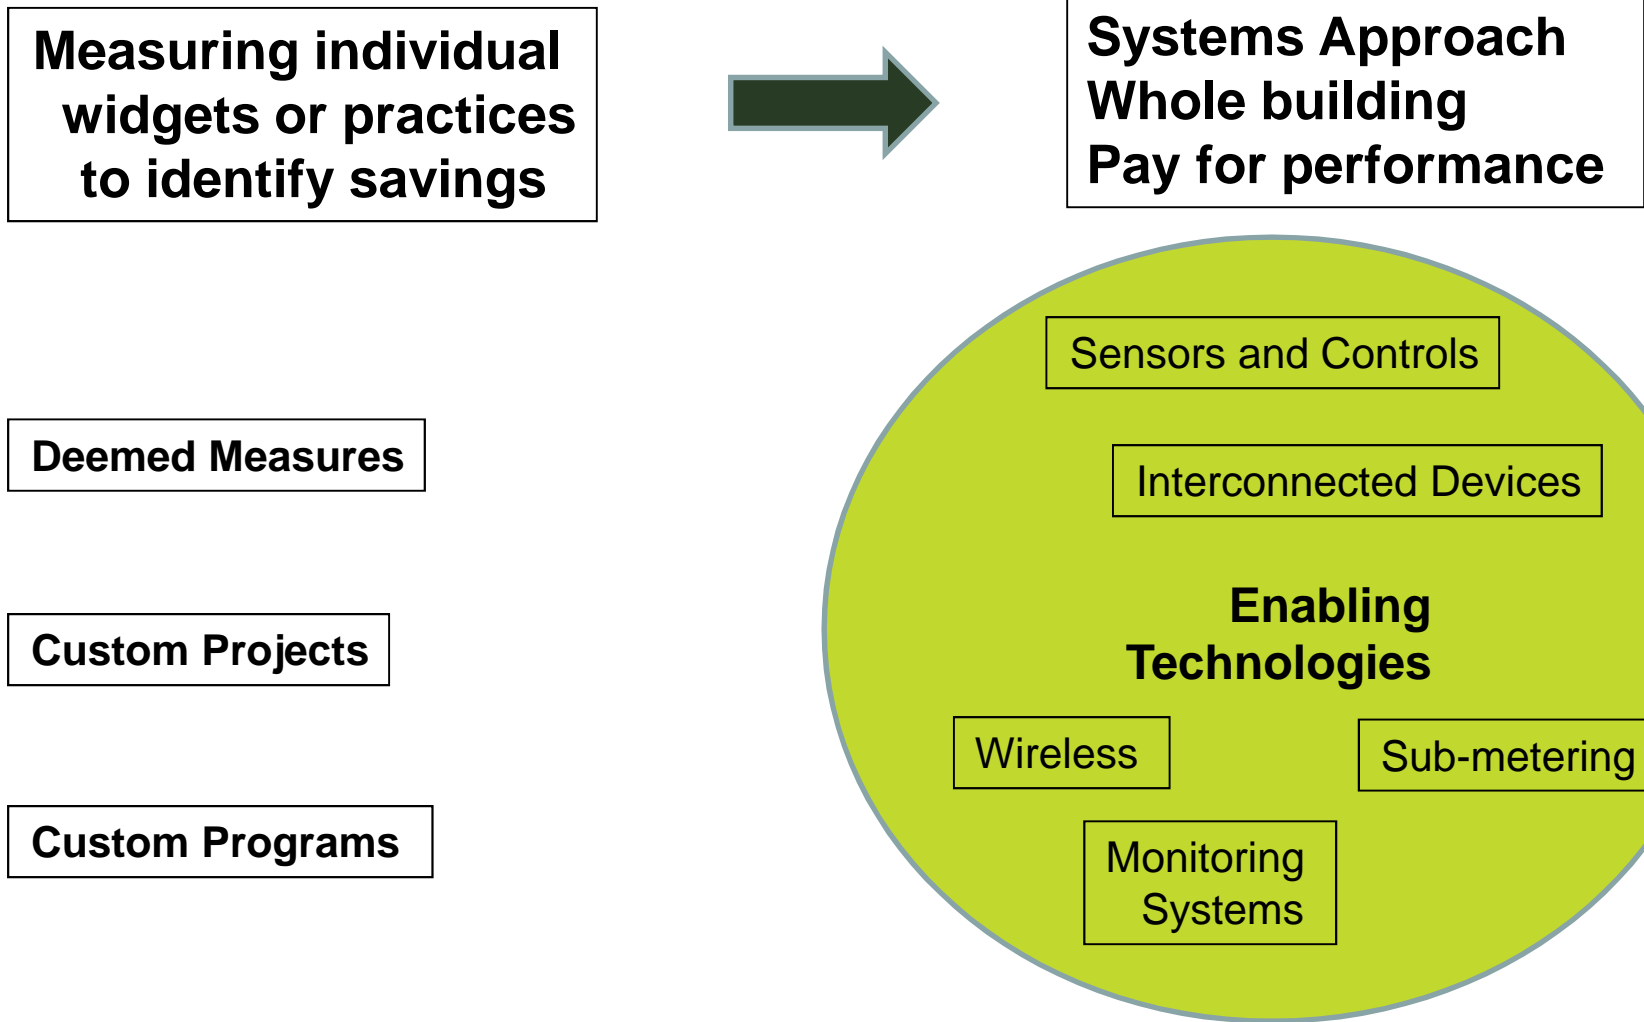 Measuring individual
widgets or practices
to identify savings
Systems Approach
Whole building
Pay for performance
Deemed Measures
Custom Projects
Custom Programs
Sensors and Controls
Interconnected Devices
Enabling
Technologies
Wireless
Sub-metering
Monitoring
Systems